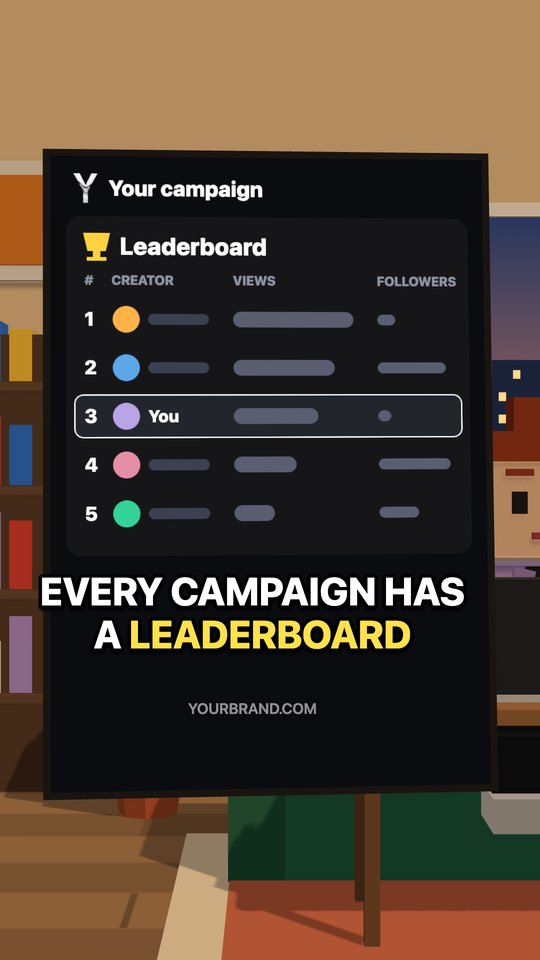 Your campaign
Leaderboard
# CREATOR VIEWS FOLLOWERS
1
2
3 You
4
5
EVERY CAMPAIGN HAS
A LEADERBOARD
YOURBRAND.COM